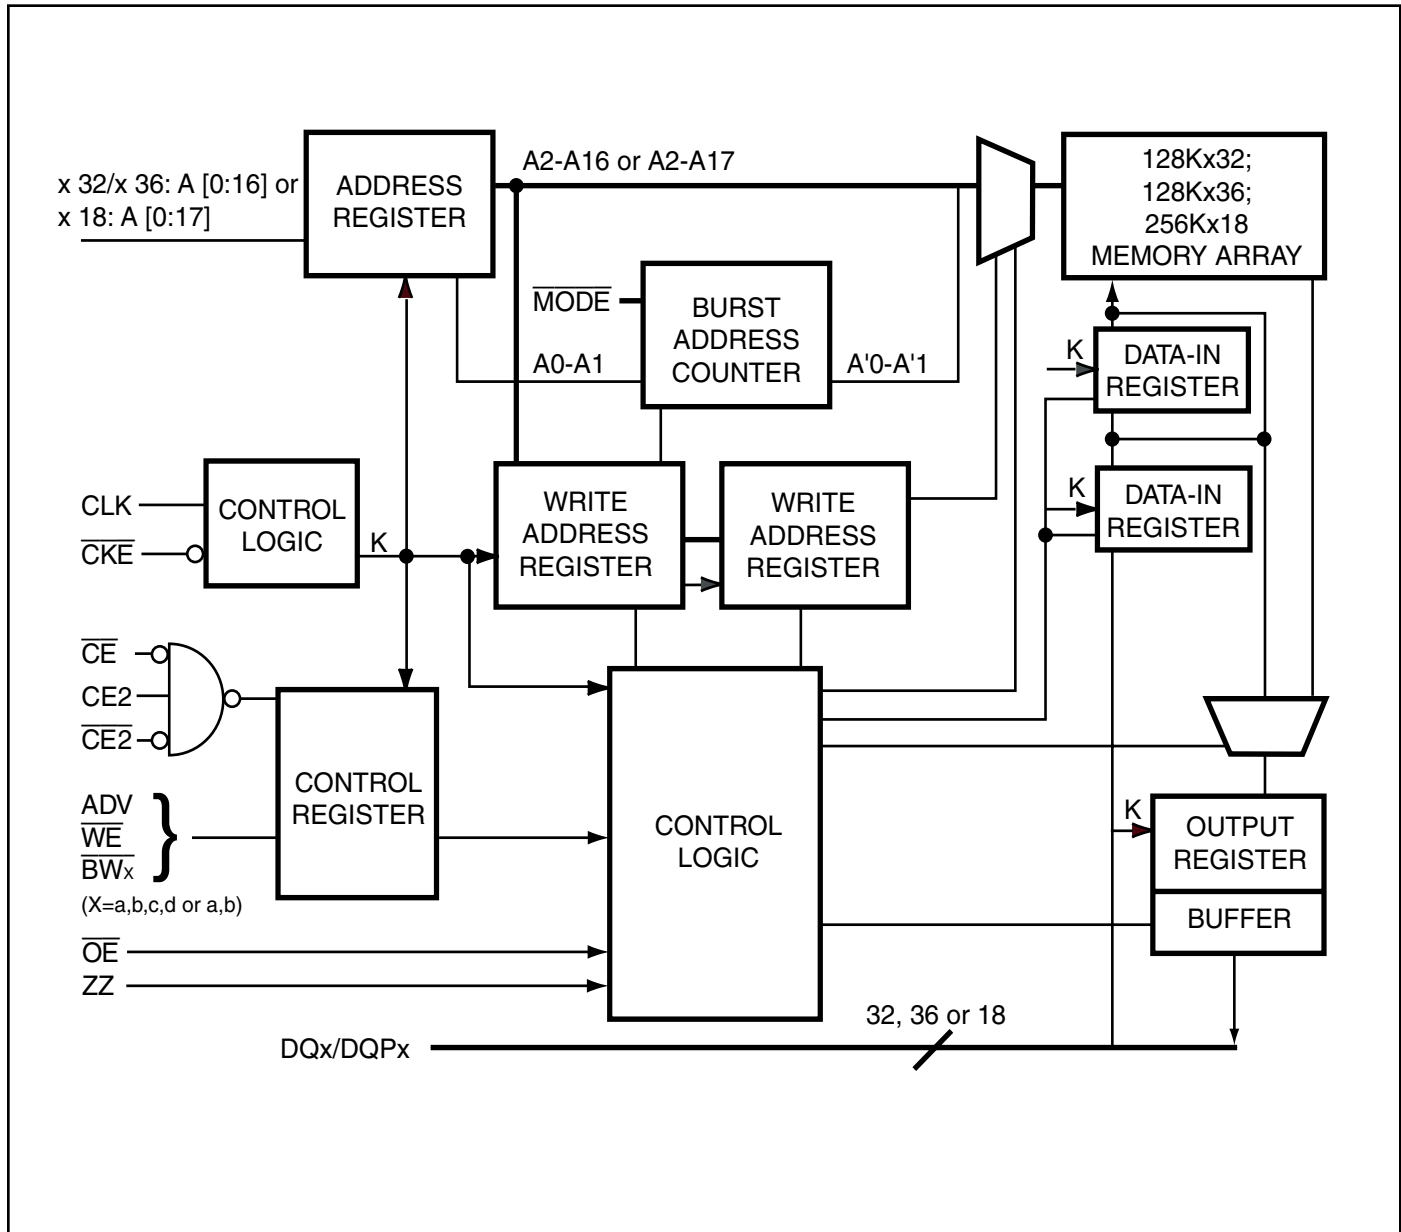 x 32/x 36: A [0:16] or
x 18: A [0:17]
ADDRESS
REGISTER
A2-A16 or A2-A17
128Kx32;
128Kx36;
256Kx18
MEMORY ARRAY
MODE
BURST
ADDRESS
COUNTER
A0-A1
A'0-A'1
K
DATA-IN
REGISTER
K
DATA-IN
REGISTER
CLK
CKE
CONTROL
LOGIC
K
WRITE
ADDRESS
REGISTER
WRITE
ADDRESS
REGISTER
CE
CE2
CE2
ADV
WE
BWx
(X=a,b,c,d or a,b)
CONTROL
REGISTER
CONTROL
LOGIC
K
OUTPUT
REGISTER
BUFFER
OE
ZZ
32, 36 or 18
DQx/DQPx